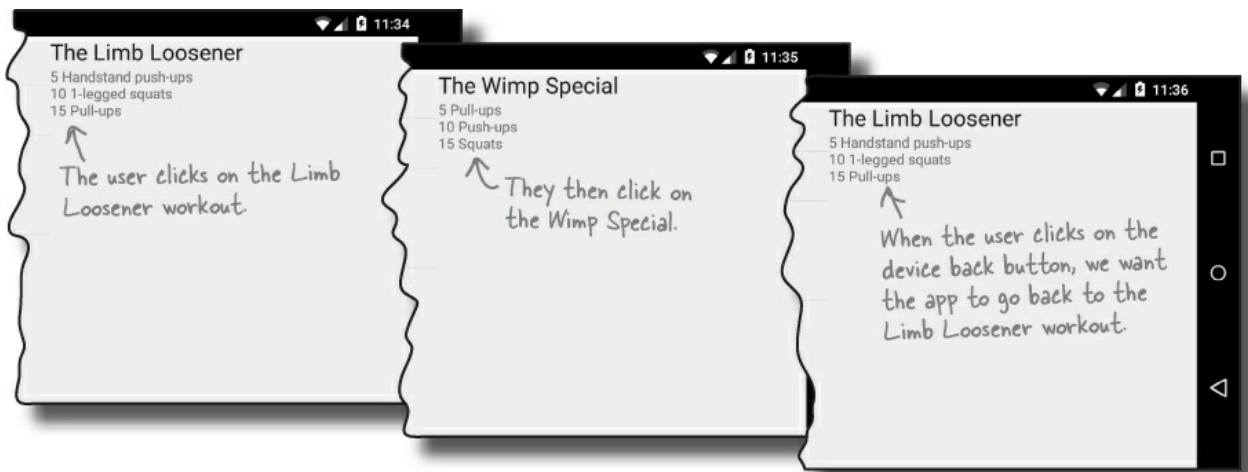 11:34
The Limb Loosener
5 Handstand push-ups
10 1-legged squats
15 Pull-ups
The user clicks on the Limb
Loosener workout.
11:35
The Wimp Special
5 Pull-ups
10 Push-ups
15 Squats
They then click on
the Wimp Special.
11:36
The Limb Loosener
5 Handstand push-ups
10 1-legged squats
15 Pull-ups
When the user clicks on the
device back button, we want
the app to go back to the
Limb Loosener workout.